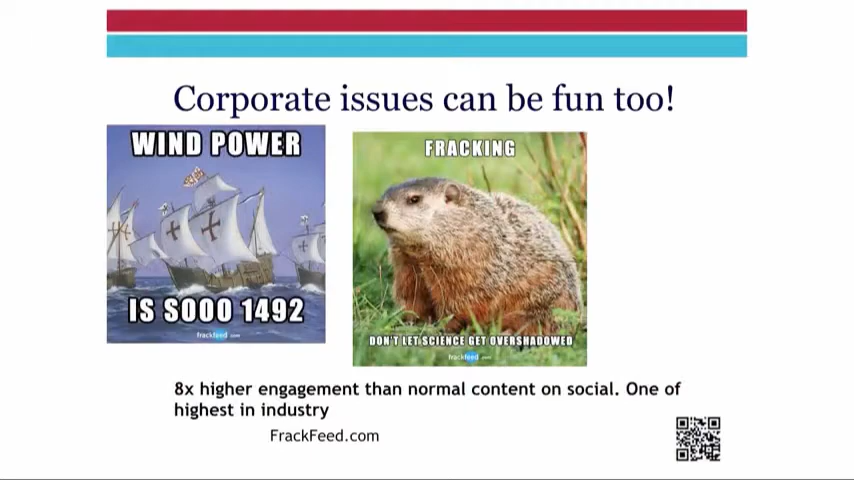 Corporate issues can be fun too!
WIND POWER
IS SOOO 1492
frackfeed.com
FRACKING
DON'T LET SCIENCE GET OVERSHADOWED
frackfeed.com
8x higher engagement than normal content on social. One of
highest in industry
FrackFeed.com